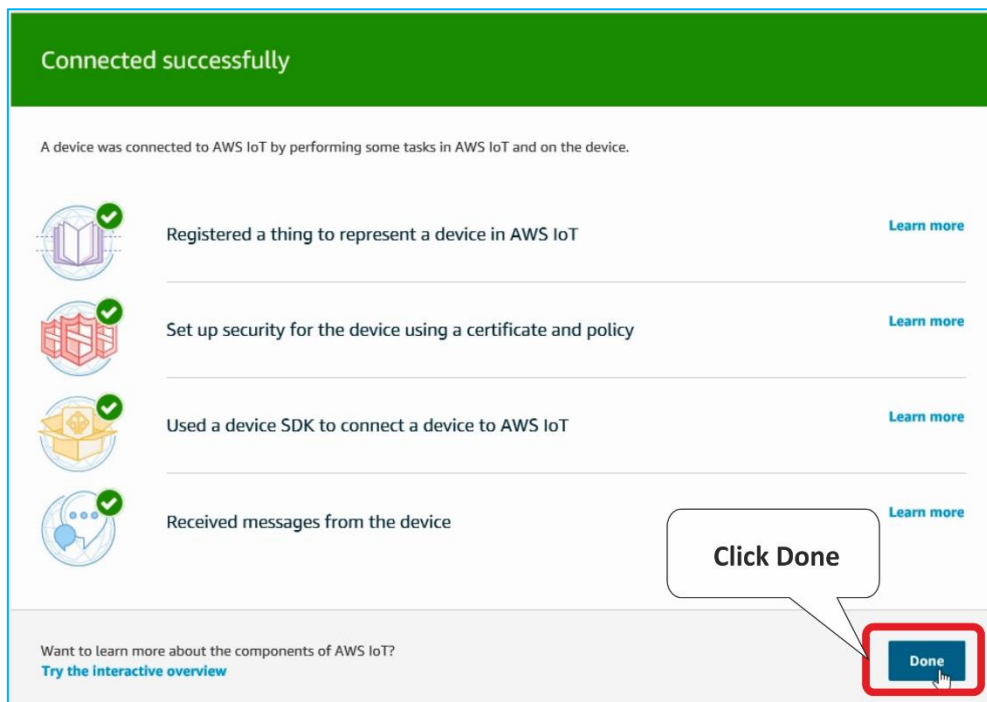 Connected successfully
A device was connected to AWS IoT by performing some tasks in AWS IoT and on the device.
Registered a thing to represent a device in AWS IoT
Learn more
Set up security for the device using a certificate and policy
Learn more
Used a device SDK to connect a device to AWS IoT
Learn more
Received messages from the device
Learn more
Click Done
Want to learn more about the components of AWS IoT?
Try the interactive overview
Done